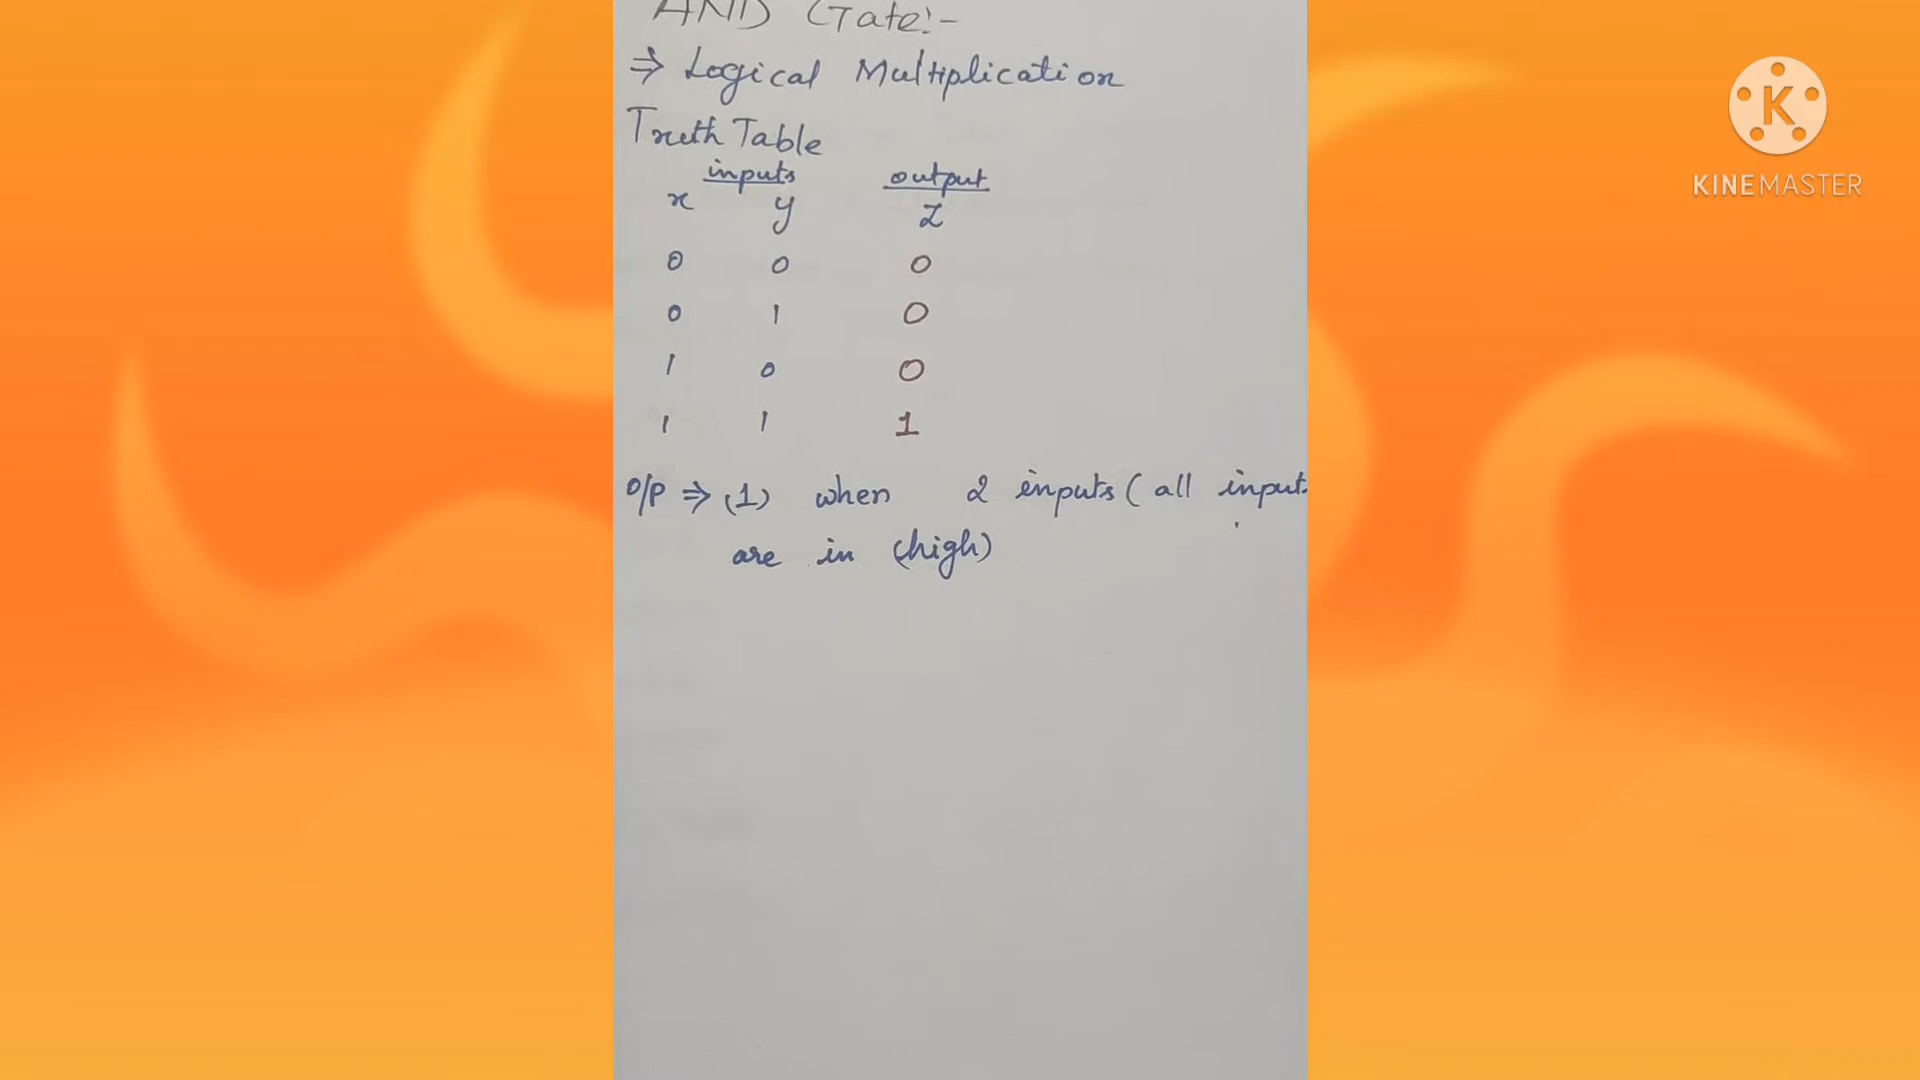 AND Gate:-
⇒ Logical Multiplication
Truth Table
inputs output
x y Z
0 0 0
0 1 0
1 0 0
1 1 1
O/P ⇒ (1) when 2 inputs (all inputs
are in (high)
K
KINEMASTER